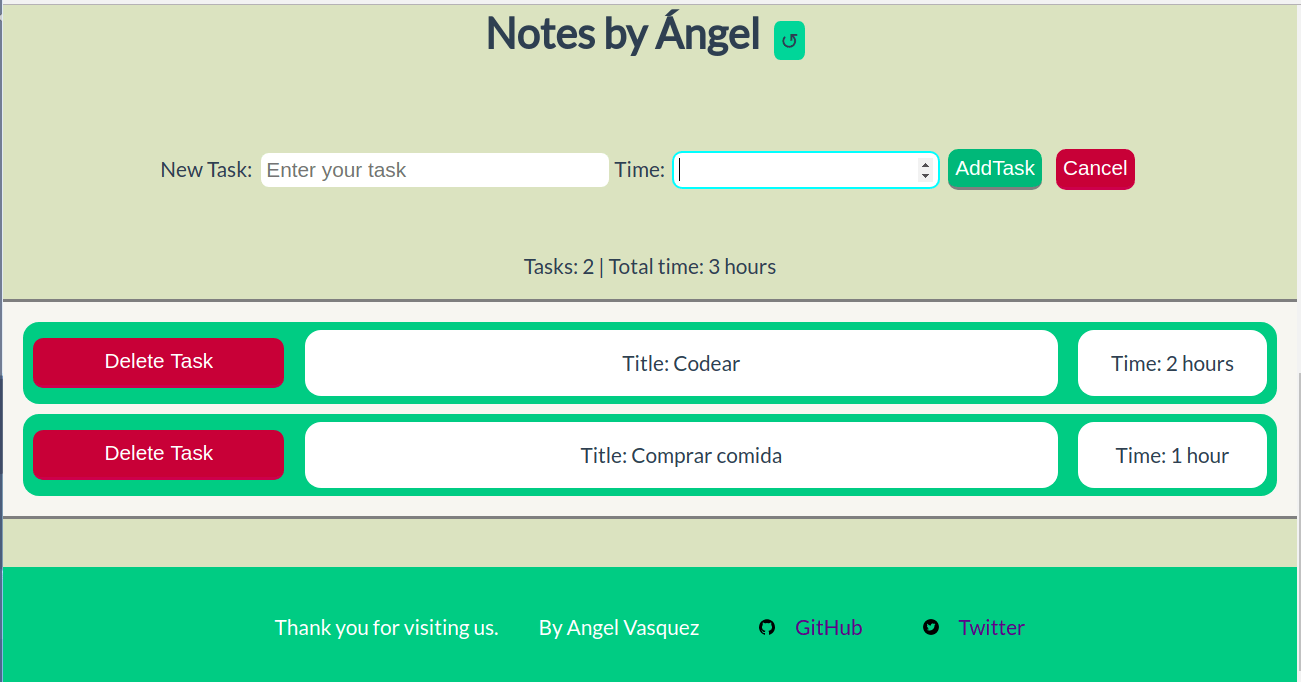 Notes by Ángel ↺
New Task: Enter your task Time: AddTask Cancel
Tasks: 2 | Total time: 3 hours
Delete Task Title: Codear Time: 2 hours
Delete Task Title: Comprar comida Time: 1 hour
Thank you for visiting us. By Angel Vasquez GitHub Twitter